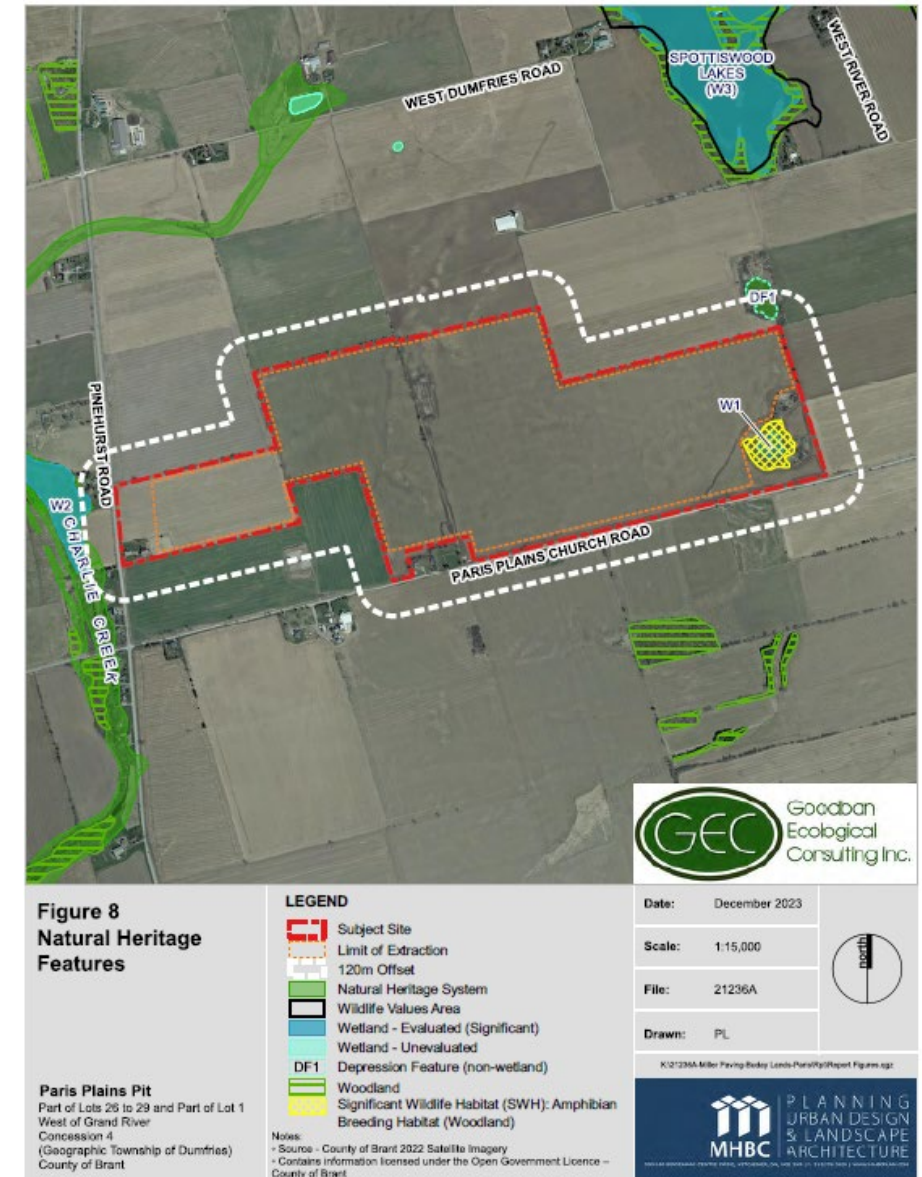 WEST DUMFRIES ROAD
SPOTTISWOOD
LAKES
(W3)
WEST RIVER ROAD
DF1
W1
PINEHURST ROAD
W2
CHARLIE CREEK
PARIS PLAINS CHURCH ROAD
GEC
Goodban
Ecological
Consulting Inc.
Figure 8
Natural Heritage
Features
Paris Plains Pit
Part of Lots 26 to 29 and Part of Lot 1
West of Grand River
Concession 4
(Geographic Township of Dumfries)
County of Brant
LEGEND
Subject Site
Limit of Extraction
120m Offset
Natural Heritage System
Wildlife Values Area
Wetland - Evaluated (Significant)
Wetland - Unevaluated
DF1 Depression Feature (non-wetland)
Woodland
Significant Wildlife Habitat (SWH): Amphibian
Breeding Habitat (Woodland)
Notes:
- Source - County of Brant 2022 Satellite Imagery
- Contains information licensed under the Open Government Licence –
County of Brant
Date: December 2023
Scale: 1:15,000
File: 21236A
Drawn: PL
north
MHBC
PLANNING
URBAN DESIGN
& LANDSCAPE
ARCHITECTURE